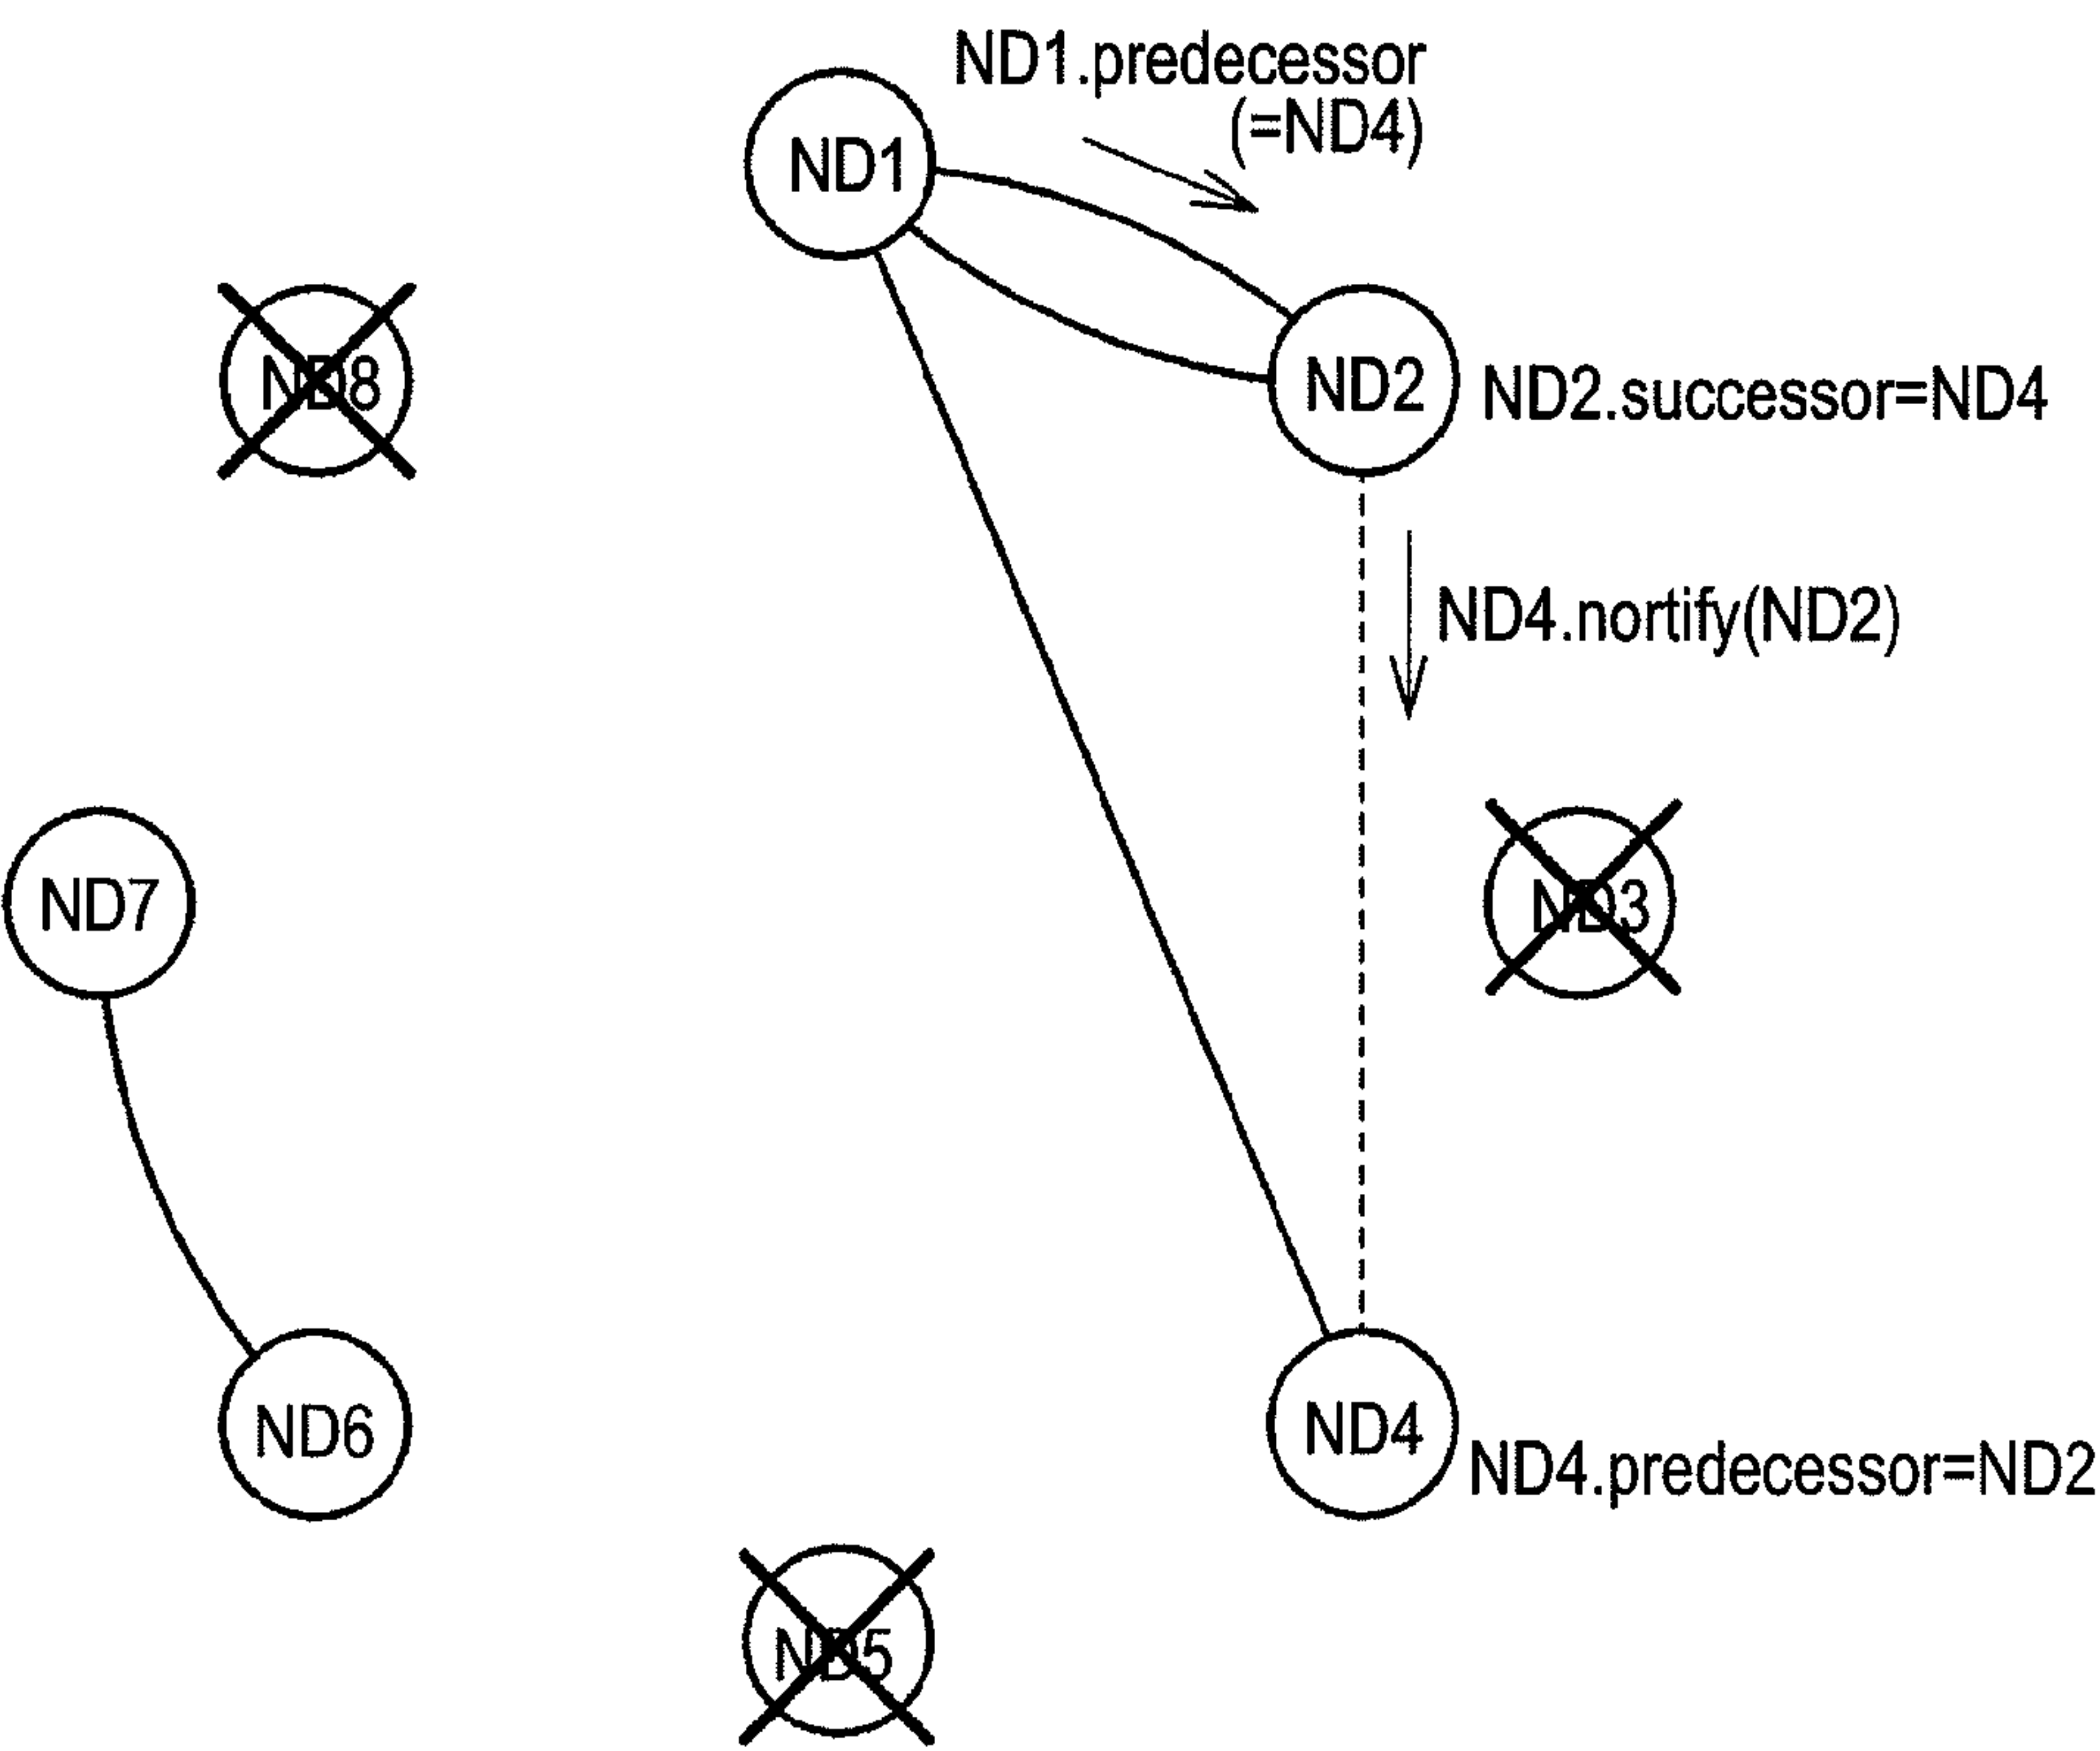 ND1.predecessor
(=ND4)
ND1
ND8
ND2
ND2.successor=ND4
ND4.nortify(ND2)
ND7
ND3
ND6
ND4
ND4.predecessor=ND2
ND5